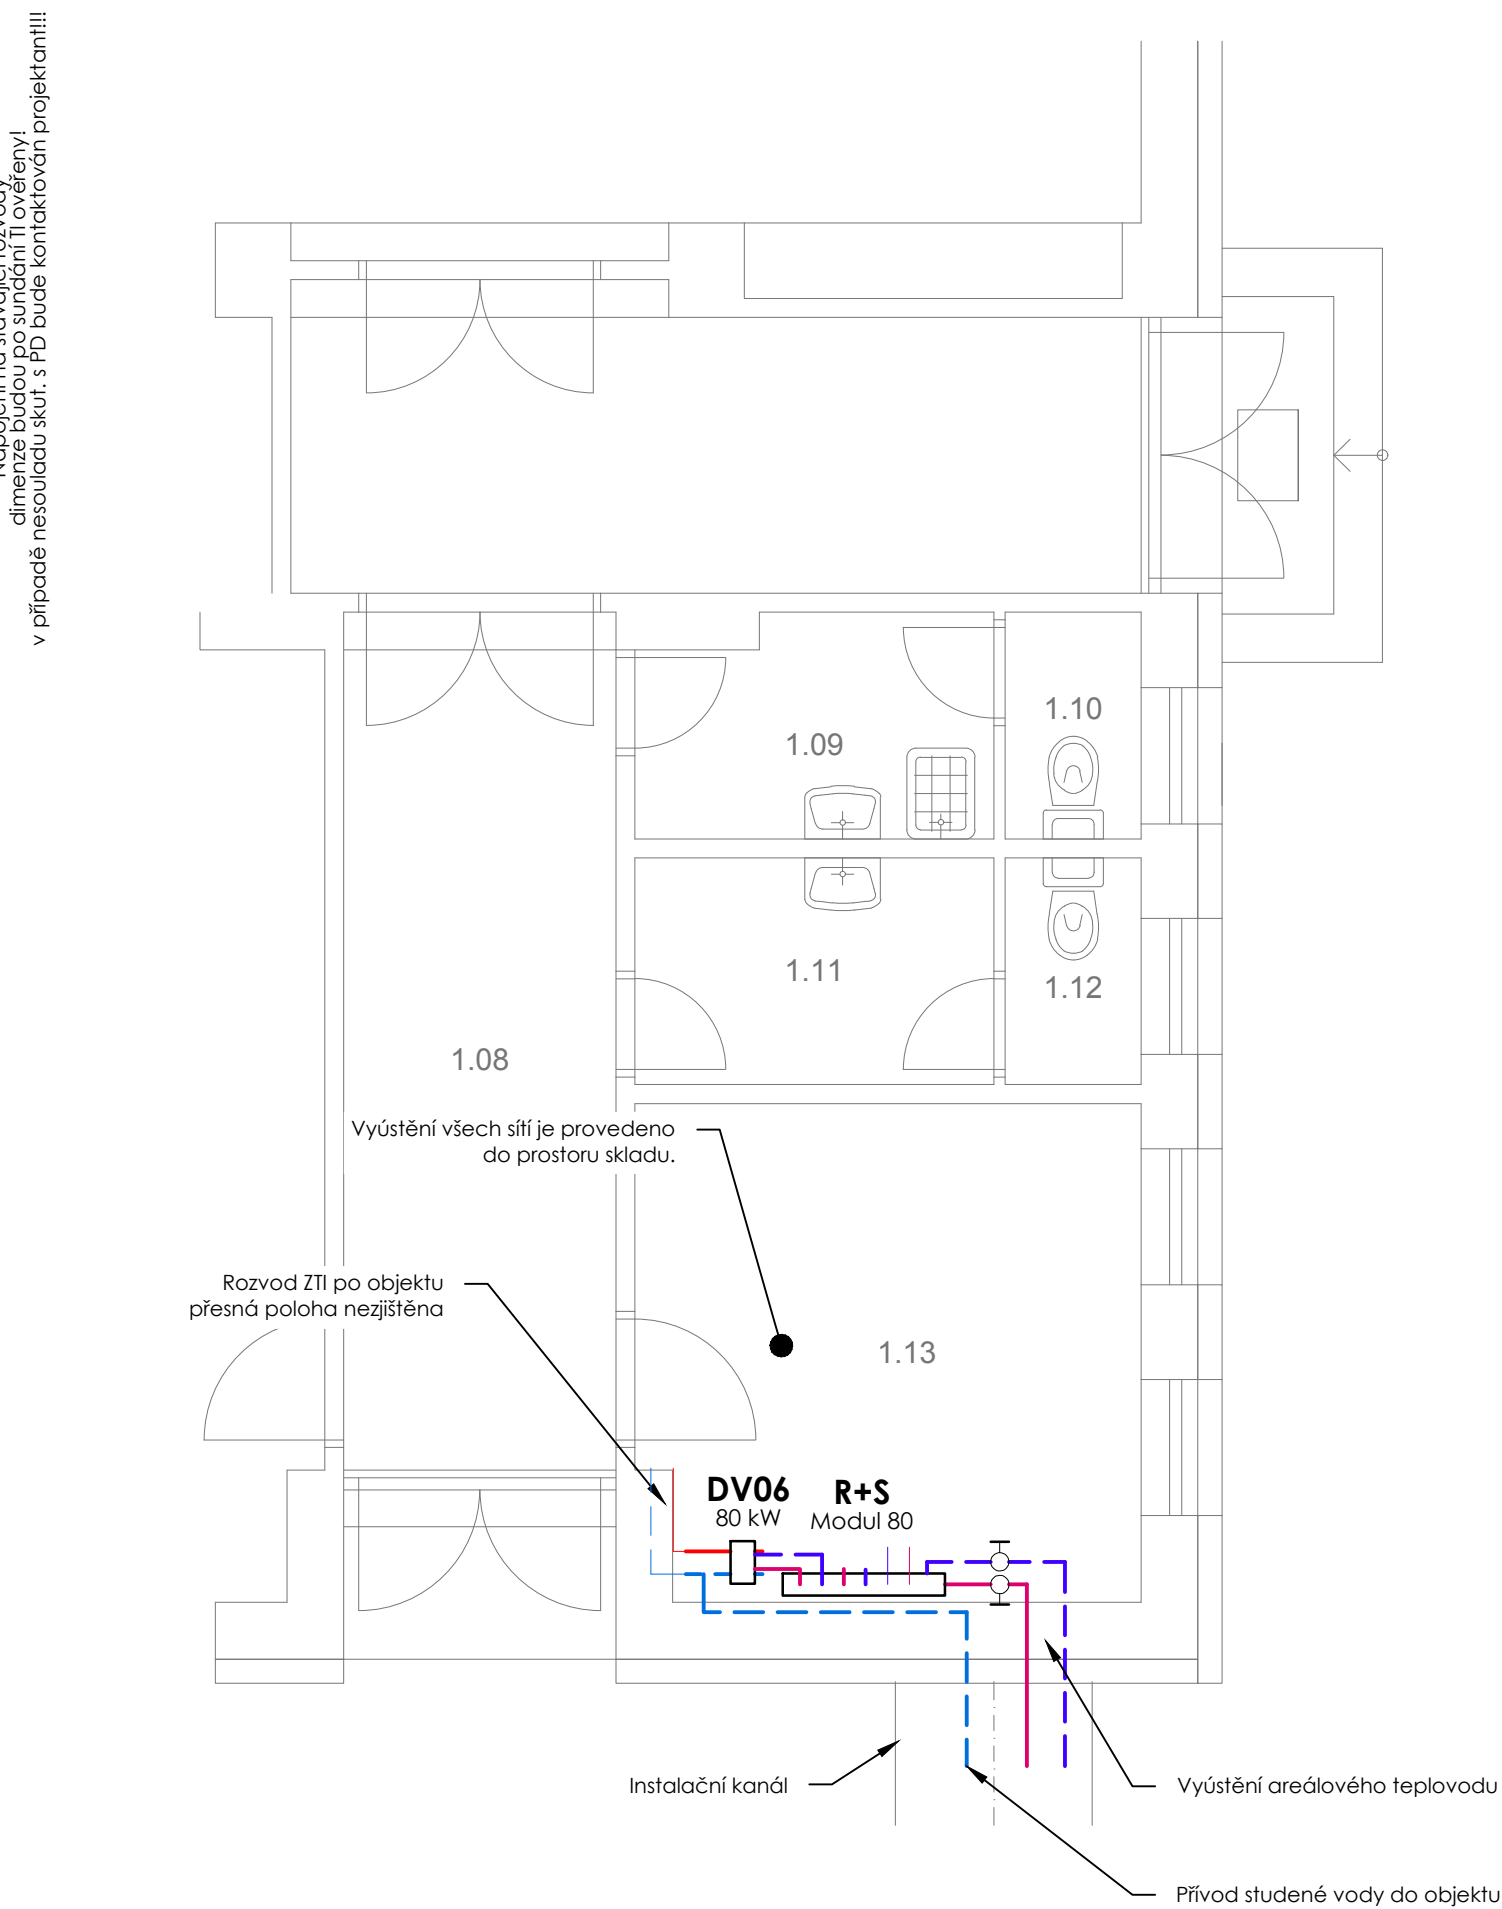 dimenze budou po sundání TI ověřeny!
v případě nesouladu skut. s PD bude kontaktován projektant!!!
1.10
1.09
1.11
1.12
1.08
Vyústění všech sítí je provedeno
do prostoru skladu.
Rozvod ZTI po objektu
přesná poloha nezjištěna
1.13
DV06
80 kW
R+S
Modul 80
Instalační kanál
Vyústění areálového teplovodu
Přívod studené vody do objektu